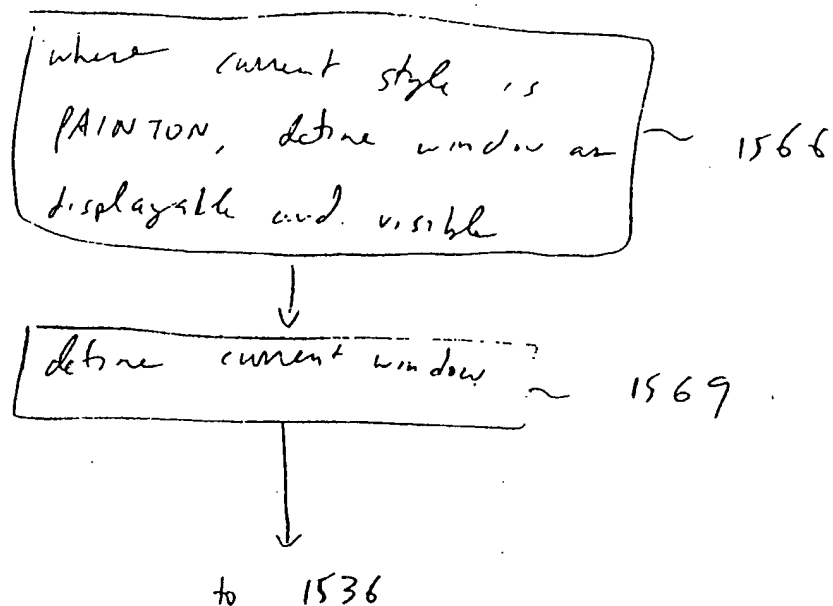 where current style is
PAINTON, define window as
displayable and visible
1566
define current window
1569
to 1536